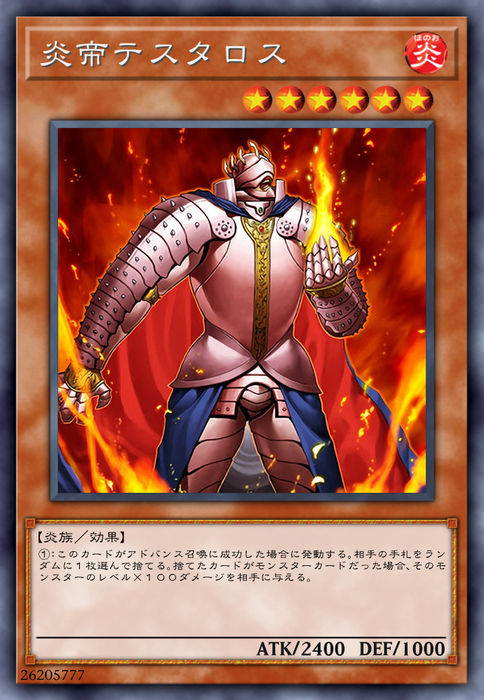 炎帝テスタロス
ほのお
炎
【炎族／効果】
①:このカードがアドバンス召喚に成功した場合に発動する。相手の手札をラン
ダムに１枚選んで捨てる。捨てたカードがモンスターカードだった場合、そのモ
ンスターのレベル×１００ダメージを相手に与える。
ATK/2400 DEF/1000
26205777